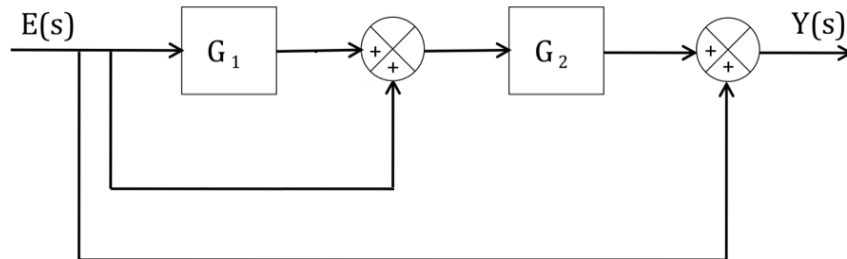 E(s)
G₁
+
+
G₂
+
+
Y(s)